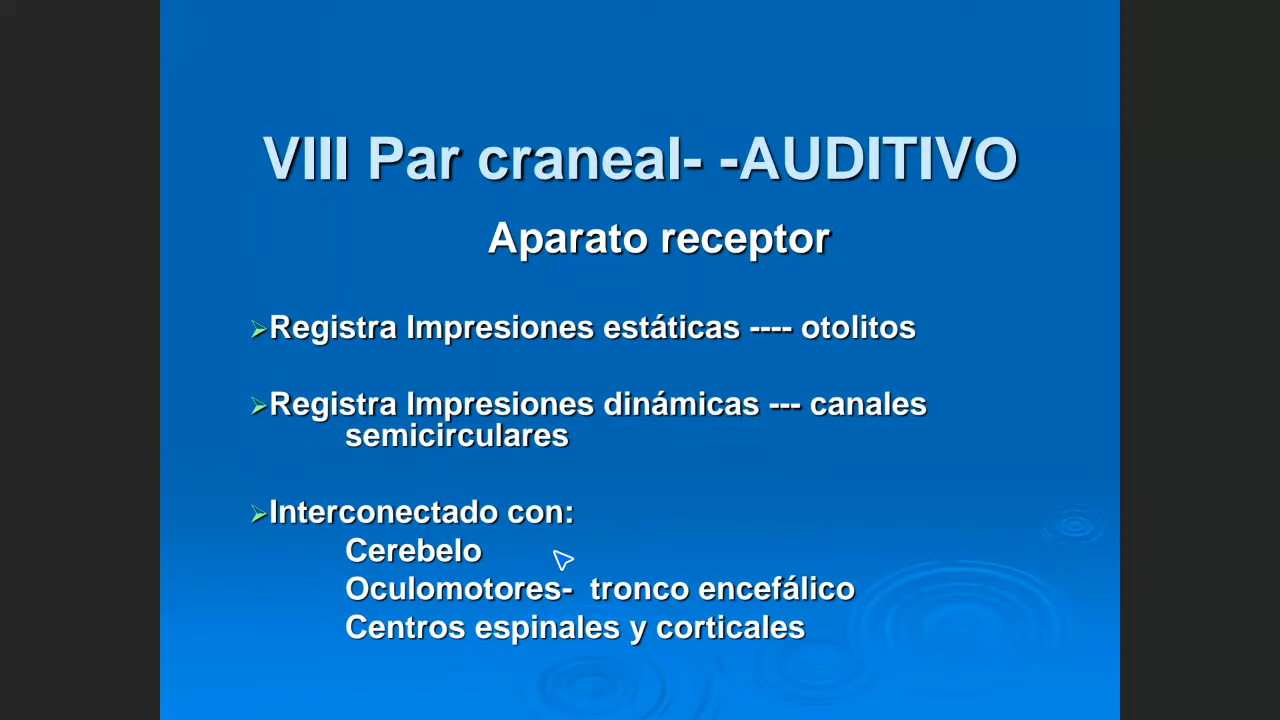 VIII Par craneal- -AUDITIVO
Aparato receptor
Registra Impresiones estáticas ---- otolitos
Registra Impresiones dinámicas --- canales
semicirculares
Interconectado con:
Cerebelo
Oculomotores- tronco encefálico
Centros espinales y corticales